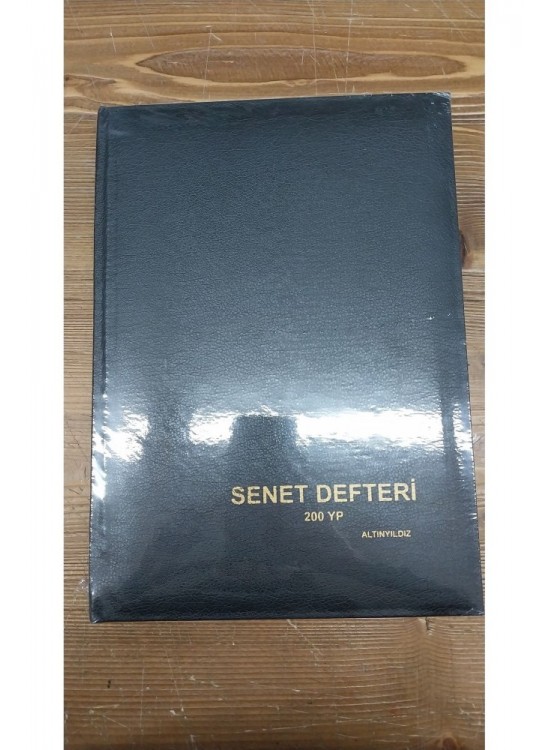 SENET DEFTERİ
200 YP
ALTINYILDIZ